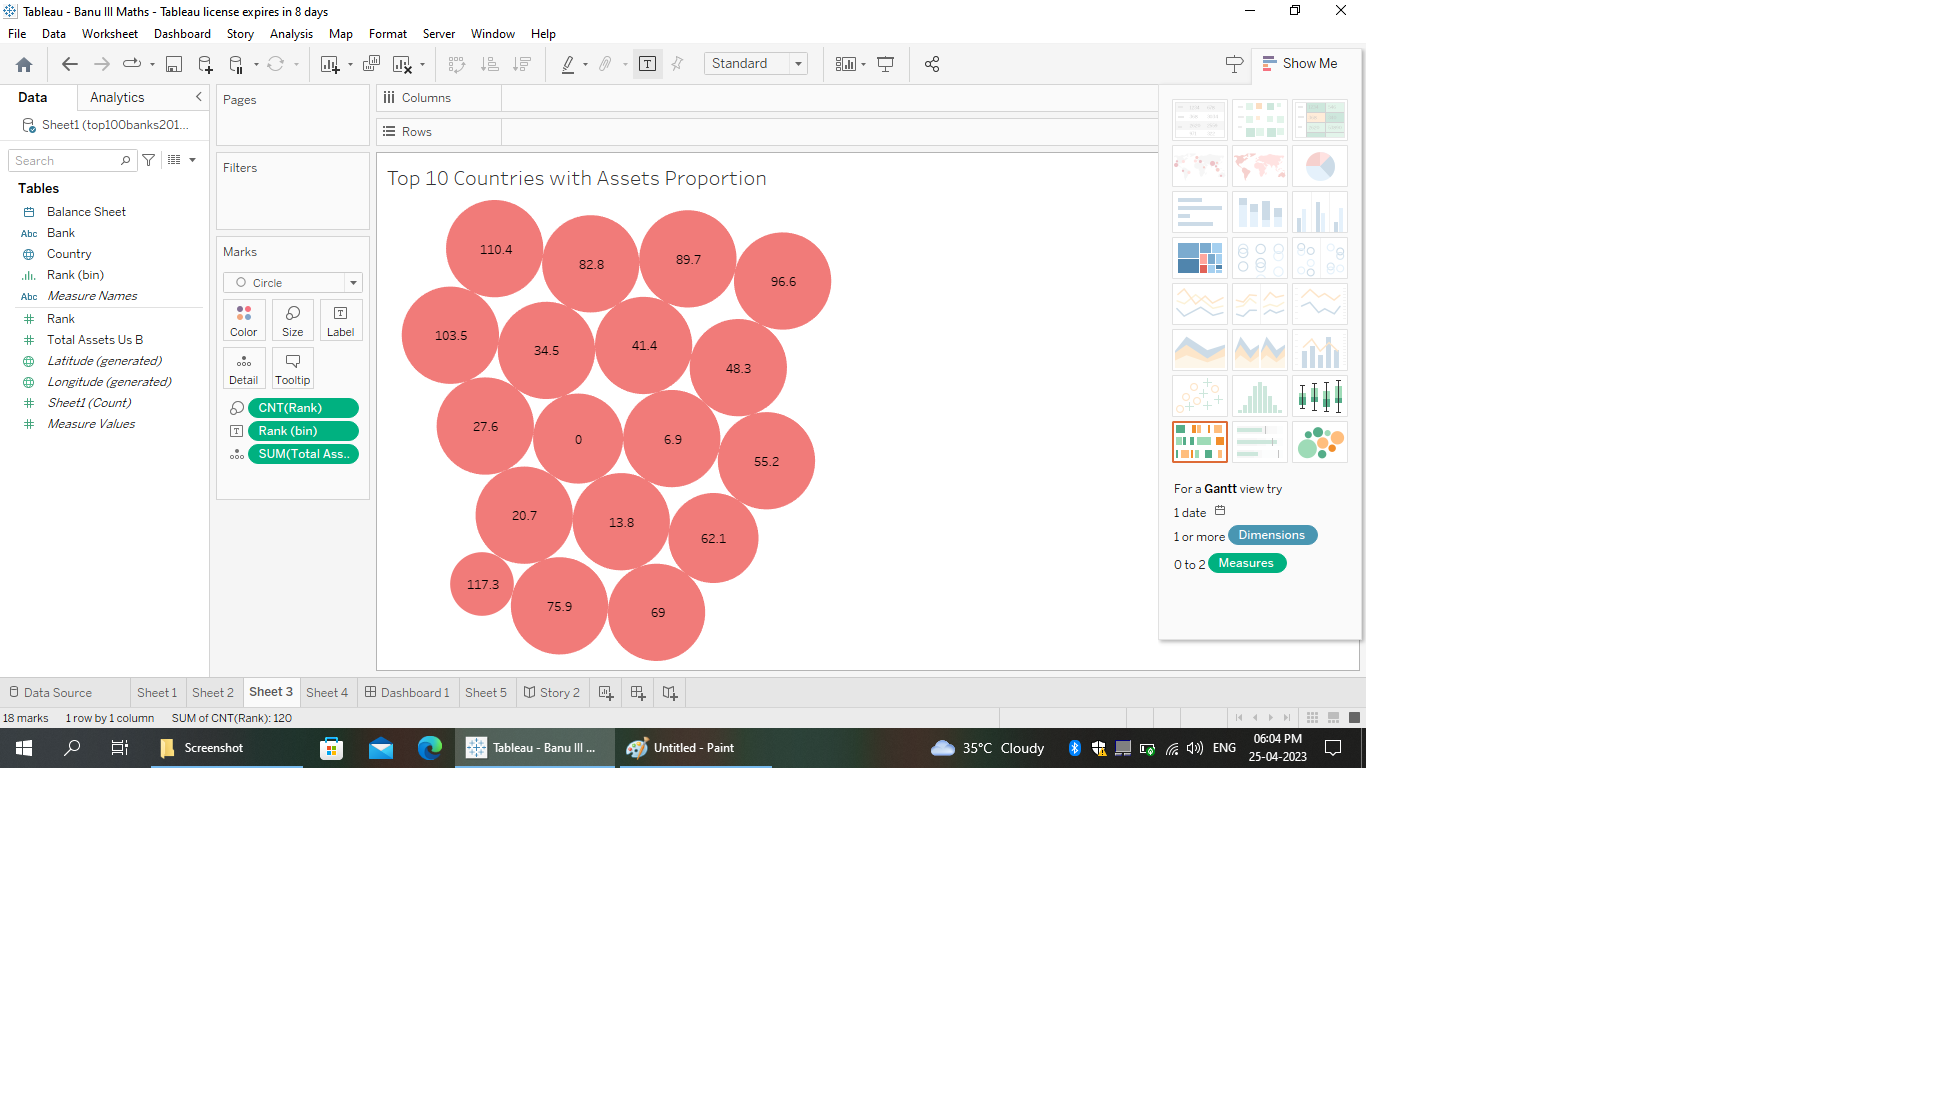 Tableau - Banu III Maths - Tableau license expires in 8 days
File Data Worksheet Dashboard Story Analysis Map Format Server Window Help
Standard
Show Me
Data Analytics
Sheet1 (top100banks201...
Search
Tables
Balance Sheet
Abc Bank
Country
Rank (bin)
Abc Measure Names
Rank
Total Assets Us B
Latitude (generated)
Longitude (generated)
Sheet1 (Count)
Measure Values
Pages
Filters
Marks
Circle
Color Size Label
Detail Tooltip
CNT(Rank)
Rank (bin)
SUM(Total Ass..
Columns
Rows
Top 10 Countries with Assets Proportion
110.4
82.8
89.7
96.6
103.5
34.5
41.4
48.3
27.6
0
6.9
55.2
20.7
13.8
62.1
117.3
75.9
69
For a Gantt view try
1 date
1 or more Dimensions
0 to 2 Measures
Data Source Sheet 1 Sheet 2 Sheet 3 Sheet 4 Dashboard 1 Sheet 5 Story 2
18 marks 1 row by 1 column SUM of CNT(Rank): 120
Screenshot Tableau - Banu III ... Untitled - Paint 35°C Cloudy ENG 06:04 PM
25-04-2023